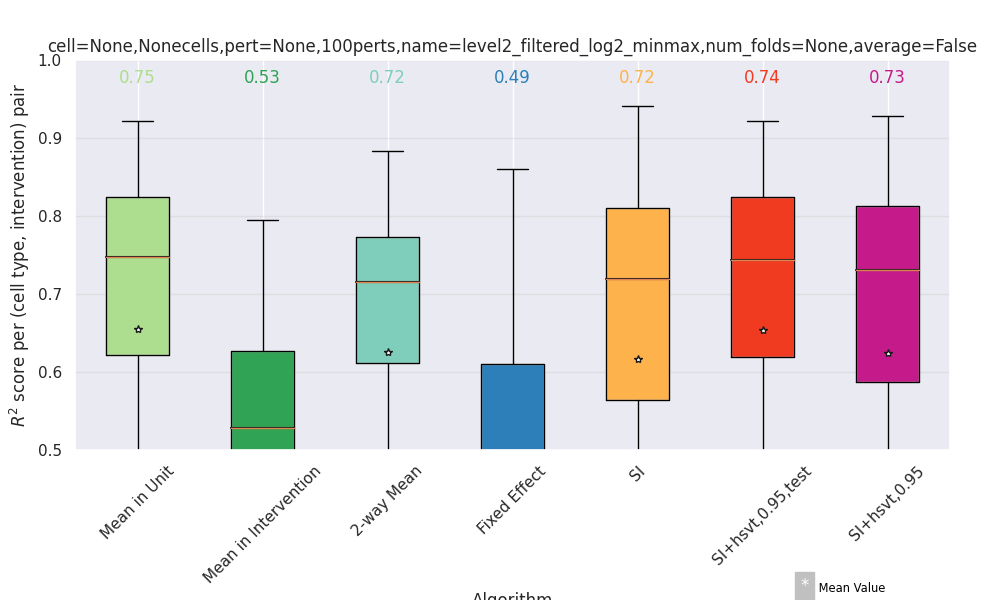 cell=None,Nonecells,pert=None,100perts,name=level2_filtered_log2_minmax,num_folds=None,average=False
1.0
0.75 0.53 0.72 0.49 0.72 0.74 0.73
0.9
0.8
0.7
0.6
0.5
R² score per (cell type, intervention) pair
Mean in Unit
Mean in Intervention
2-way Mean
Fixed Effect
SI
SI+hsvt,0.95,test
SI+hsvt,0.95
Algorithm
* Mean Value